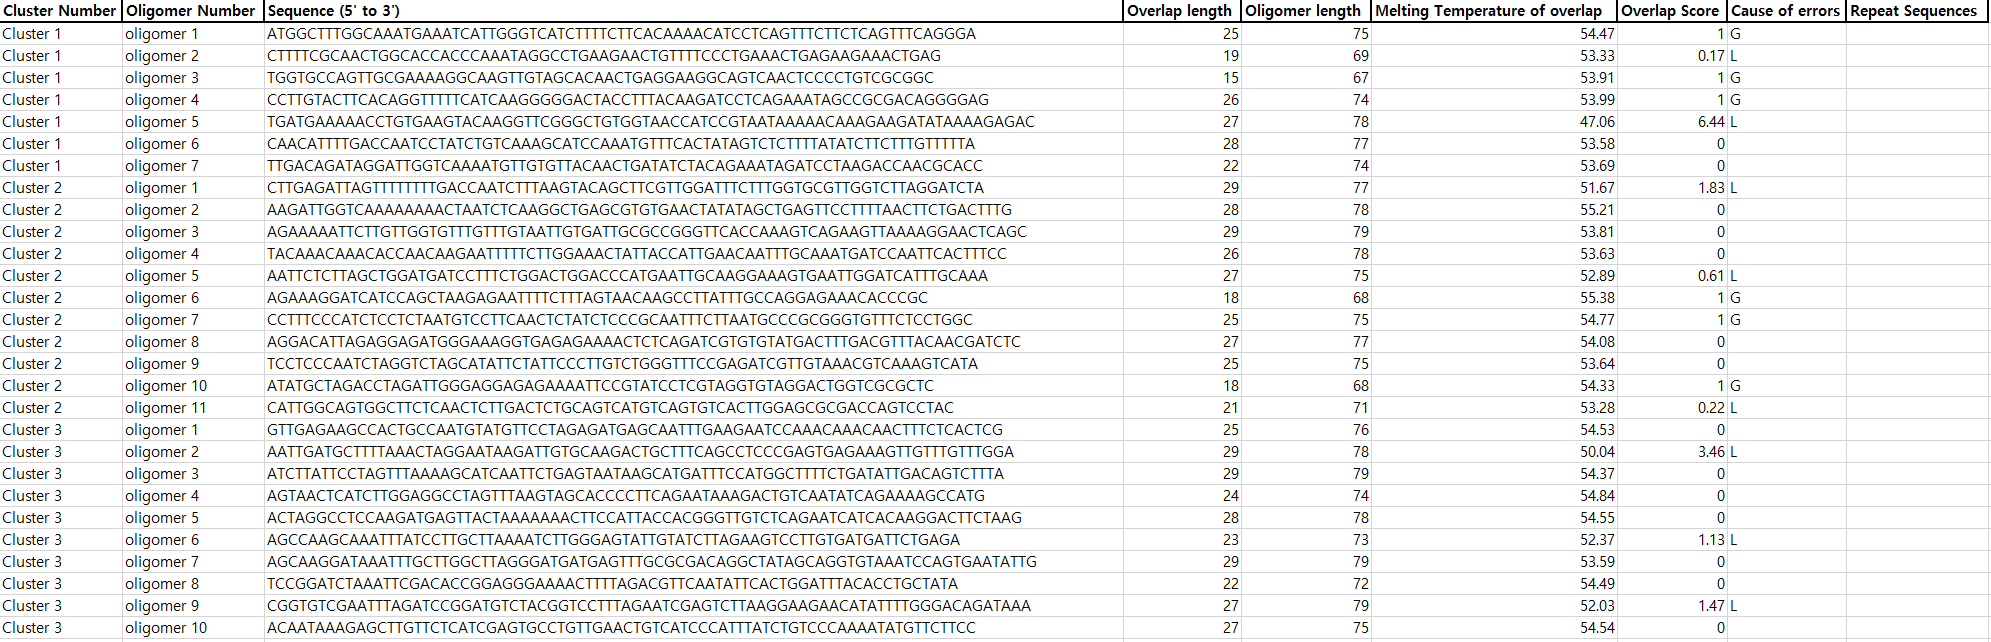 Cluster Number Oligomer Number Sequence (5' to 3') Overlap length Oligomer length Melting Temperature of overlap Overlap Score Cause of errors Repeat Sequences
Cluster 1 oligomer 1 ATGGCTTTGGCAAATGAAATCATTGGGTCATCTTTTCTTCACAAAACATCCTCAGTTTCTTCTCAGTTTCAGGGA 25 75 54.47 1 G
Cluster 1 oligomer 2 CTTTTCGCAACTGGCACCACCCAAATAGGCCTGAAGAACTGTTTTCCCTGAAACTGAGAAGAAACTGAG 19 69 53.33 0.17 L
Cluster 1 oligomer 3 TGGTGCCAGTTGCGAAAAGGCAAGTTGTAGCACAACTGAGGAAGGCAGTCAACTCCCCTGTCGCGGC 15 67 53.91 1 G
Cluster 1 oligomer 4 CCTTGTACTTCACAGGTTTTTCATCAAGGGGGACTACCTTTACAAGATCCTCAGAAATAGCCGCGACAGGGGAG 26 74 53.99 1 G
Cluster 1 oligomer 5 TGATGAAAAACCTGTGAAGTACAAGGTTCGGGCTGTGGTAACCATCCGTAATAAAAACAAAGAAGATATAAAAGAGAC 27 78 47.06 6.44 L
Cluster 1 oligomer 6 CAACATTTTGACCAATCCTATCTGTCAAAGCATCCAAATGTTTCACTATAGTCTCTTTTATATCTTCTTTGTTTTTA 28 77 53.58 0
Cluster 1 oligomer 7 TTGACAGATAGGATTGGTCAAAATGTTGTGTTACAACTGATATCTACAGAAATAGATCCTAAGACCAACGCACC 22 74 53.69 0
Cluster 2 oligomer 1 CTTGAGATTAGTTTTTTTTGACCAATCTTTAAGTACAGCTTCGTTGGATTTCTTTGGTGCGTTGGTCTTAGGATCTA 29 77 51.67 1.83 L
Cluster 2 oligomer 2 AAGATTGGTCAAAAAAAACTAATCTCAAGGCTGAGCGTGTGAACTATATAGCTGAGTTCCTTTTAACTTCTGACTTTG 28 78 55.21 0
Cluster 2 oligomer 3 AGAAAAATTCTTGTTGGTGTTTGTTTGTAATTGTGATTGCGCCGGGTTCACCAAAGTCAGAAGTTAAAAGGAACTCAGC 29 79 53.81 0
Cluster 2 oligomer 4 TACAAACAAACACCAACAAGAATTTTTCTTGGAAACTATTACCATTGAACAATTTGCAAATGATCCAATTCACTTTCC 26 78 53.63 0
Cluster 2 oligomer 5 AATTCTCTTAGCTGGATGATCCTTTCTGGACTGGACCCATGAATTGCAAGGAAAGTGAATTGGATCATTTGCAAA 27 75 52.89 0.61 L
Cluster 2 oligomer 6 AGAAAGGATCATCCAGCTAAGAGAATTTTCTTTAGTAACAAGCCTTATTTGCCAGGAGAAACACCCGC 18 68 55.38 1 G
Cluster 2 oligomer 7 CCTTTCCCATCTCCTCTAATGTCCTTCAACTCTATCTCCCGCAATTTCTTAATGCCCGCGGGTGTTTCTCCTGGC 25 75 54.77 1 G
Cluster 2 oligomer 8 AGGACATTAGAGGAGATGGGAAAGGTGAGAGAAAACTCTCAGATCGTGTGTATGACTTTGACGTTTACAACGATCTC 27 77 54.08 0
Cluster 2 oligomer 9 TCCTCCCAATCTAGGTCTAGCATATTCTATTCCCTTGTCTGGGTTTCCGAGATCGTTGTAAACGTCAAAGTCATA 25 75 53.64 0
Cluster 2 oligomer 10 ATATGCTAGACCTAGATTGGGAGGAGAGAAAATTCCGTATCCTCGTAGGTGTAGGACTGGTCGCGCTC 18 68 54.33 1 G
Cluster 2 oligomer 11 CATTGGCAGTGGCTTCTCAACTCTTGACTCTGCAGTCATGTCAGTGTCACTTGGAGCGCGACCAGTCCTAC 21 71 53.28 0.22 L
Cluster 3 oligomer 1 GTTGAGAAGCCACTGCCAATGTATGTTCCTAGAGATGAGCAATTTGAAGAATCCAAACAAACAACTTTCTCACTCG 25 76 54.53 0
Cluster 3 oligomer 2 AATTGATGCTTTTAAACTAGGAATAAGATTGTGCAAGACTGCTTTCAGCCTCCCGAGTGAGAAAGTTGTTTGTTTGGA 29 78 50.04 3.46 L
Cluster 3 oligomer 3 ATCTTATTCCTAGTTTAAAAGCATCAATTCTGAGTAATAAGCATGATTTCCATGGCTTTTCTGATATTGACAGTCTTTA 29 79 54.37 0
Cluster 3 oligomer 4 AGTAACTCATCTTGGAGGCCTAGTTTAAGTAGCACCCCTTCAGAATAAAGACTGTCAATATCAGAAAAGCCATG 24 74 54.84 0
Cluster 3 oligomer 5 ACTAGGCCTCCAAGATGAGTTACTAAAAAAACTTCCATTACCACGGGTTGTCTCAGAATCATCACAAGGACTTCTAAG 28 78 54.55 0
Cluster 3 oligomer 6 AGCCAAGCAAATTTATCCTTGCTTAAAATCTTGGGAGTATTGTATCTTAGAAGTCCTTGTGATGATTCTGAGA 23 73 52.37 1.13 L
Cluster 3 oligomer 7 AGCAAGGATAAATTTGCTTGGCTTAGGGATGATGAGTTTGCGCGACAGGCTATAGCAGGTGTAAATCCAGTGAATATTG 29 79 53.59 0
Cluster 3 oligomer 8 TCCGGATCTAAATTCGACACCGGAGGGAAAACTTTTAGACGTTCAATATTCACTGGATTTACACCTGCTATA 22 72 54.49 0
Cluster 3 oligomer 9 CGGTGTCGAATTTAGATCCGGATGTCTACGGTCCTTTAGAATCGAGTCTTAAGGAAGAACATATTTTGGGACAGATAAA 27 79 52.03 1.47 L
Cluster 3 oligomer 10 ACAATAAAGAGCTTGTTCTCATCGAGTGCCTGTTGAACTGTCATCCCATTTATCTGTCCCAAAATATGTTCTTCC 27 75 54.54 0